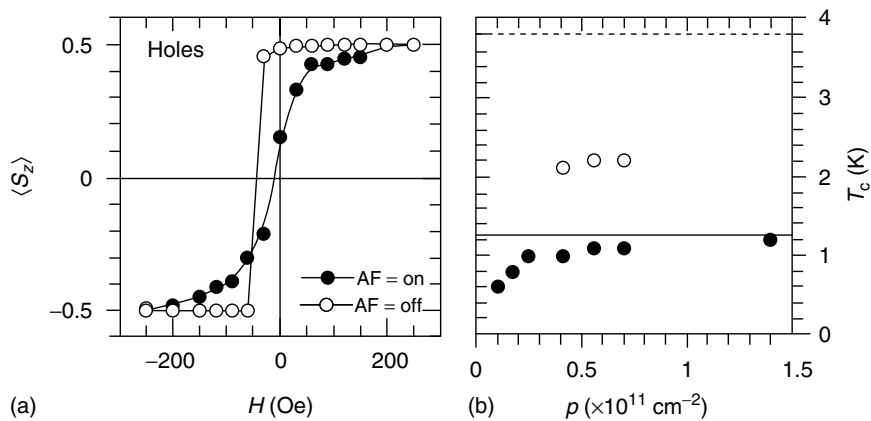 0.5
0
−0.5
⟨S_z⟩
Holes
AF = on
AF = off
−200
0
200
(a)
H (Oe)
4
3
2
1
0
T_c (K)
0
0.5
1
1.5
(b)
p (×10^11 cm^−2)